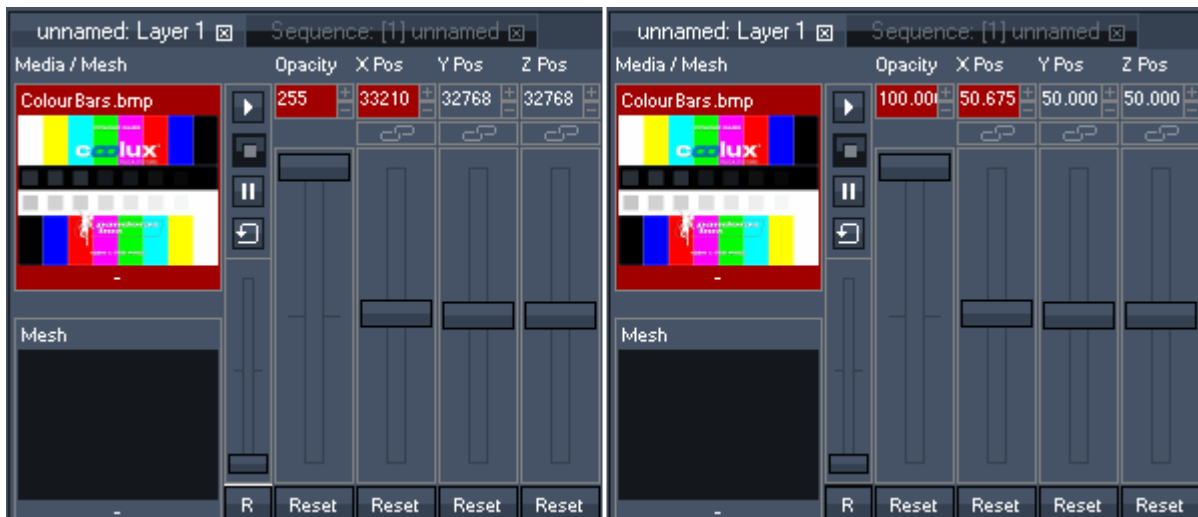 unnamed: Layer 1 Sequence: [1] unnamed
Media / Mesh Opacity X Pos Y Pos Z Pos
ColourBars.bmp 255 33210 32768 32768
coolux
-
Mesh
-
R Reset Reset Reset Reset
unnamed: Layer 1 Sequence: [1] unnamed
Media / Mesh Opacity X Pos Y Pos Z Pos
ColourBars.bmp 100.00 50.675 50.000 50.000
coolux
-
Mesh
-
R Reset Reset Reset Reset